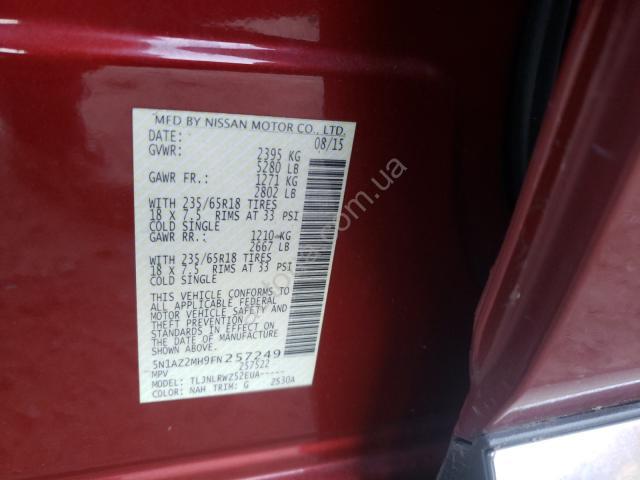 MFD BY NISSAN MOTOR CO., LTD.
DATE: 08/15
GVWR: 2395 KG
5280 LB
GAWR FR.: 1271 KG
2802 LB
WITH 235/65R18 TIRES
18 X 7.5 RIMS AT 33 PSI
COLD SINGLE
GAWR RR.: 1210 KG
2667 LB
WITH 235/65R18 TIRES
18 X 7.5 RIMS AT 33 PSI
COLD SINGLE
THIS VEHICLE CONFORMS TO
ALL APPLICABLE FEDERAL
MOTOR VEHICLE SAFETY AND
THEFT PREVENTION
STANDARDS IN EFFECT ON
THE DATE OF MANUFACTURE
SHOWN ABOVE.
5N1AZ2MH9FN257249
MPV 257522
MODEL: TLJNLRWZ52EUA-----
COLOR: NAH TRIM: G 2530A